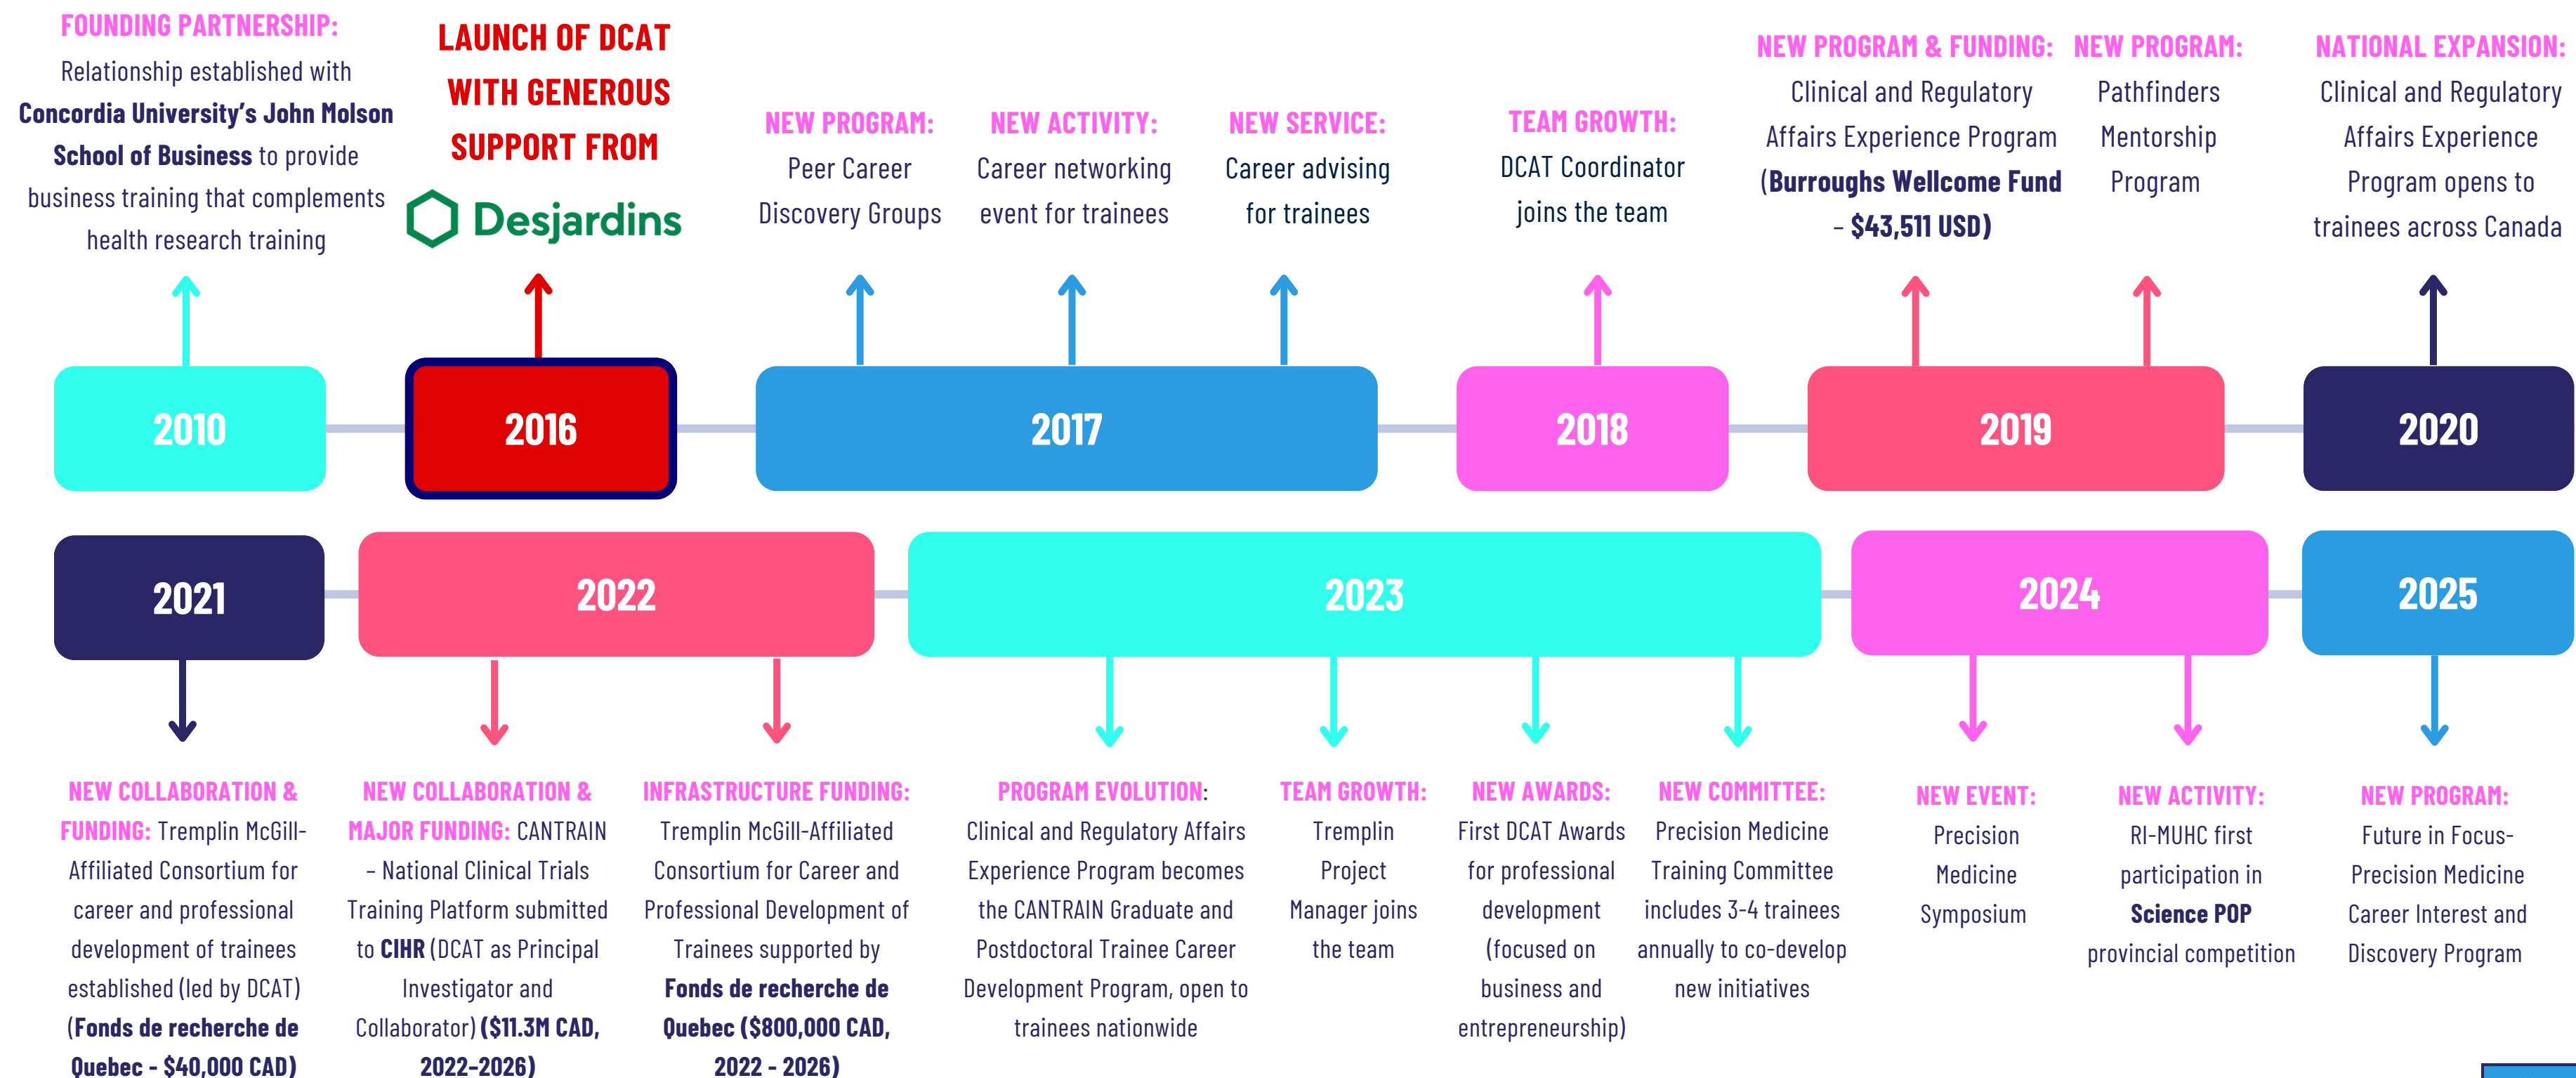 FOUNDING PARTNERSHIP:
Relationship established with
Concordia University's John Molson
School of Business to provide
business training that complements
health research training
LAUNCH OF DCAT
WITH GENEROUS
SUPPORT FROM
Desjardins
NEW PROGRAM:
Peer Career
Discovery Groups
NEW ACTIVITY:
Career networking
event for trainees
NEW SERVICE:
Career advising
for trainees
TEAM GROWTH:
DCAT Coordinator
joins the team
NEW PROGRAM & FUNDING:
Clinical and Regulatory
Affairs Experience Program
(Burroughs Wellcome Fund
– $43,511 USD)
NEW PROGRAM:
Pathfinders
Mentorship
Program
NATIONAL EXPANSION:
Clinical and Regulatory
Affairs Experience
Program opens to
trainees across Canada
2010
2016
2017
2018
2019
2020
2021
2022
2023
2024
2025
NEW COLLABORATION &
FUNDING: Tremplin McGill-
Affiliated Consortium for
career and professional
development of trainees
established (led by DCAT)
(Fonds de recherche de
Quebec - $40,000 CAD)
NEW COLLABORATION &
MAJOR FUNDING: CANTRAIN
– National Clinical Trials
Training Platform submitted
to CIHR (DCAT as Principal
Investigator and
Collaborator) ($11.3M CAD,
2022–2026)
INFRASTRUCTURE FUNDING:
Tremplin McGill-Affiliated
Consortium for Career and
Professional Development of
Trainees supported by
Fonds de recherche de
Quebec ($800,000 CAD,
2022 - 2026)
PROGRAM EVOLUTION:
Clinical and Regulatory Affairs
Experience Program becomes
the CANTRAIN Graduate and
Postdoctoral Trainee Career
Development Program, open to
trainees nationwide
TEAM GROWTH:
Tremplin
Project
Manager joins
the team
NEW AWARDS:
First DCAT Awards
for professional
development
(focused on
business and
entrepreneurship)
NEW COMMITTEE:
Precision Medicine
Training Committee
includes 3-4 trainees
annually to co-develop
new initiatives
NEW EVENT:
Precision
Medicine
Symposium
NEW ACTIVITY:
RI-MUHC first
participation in
Science POP
provincial competition
NEW PROGRAM:
Future in Focus-
Precision Medicine
Career Interest and
Discovery Program